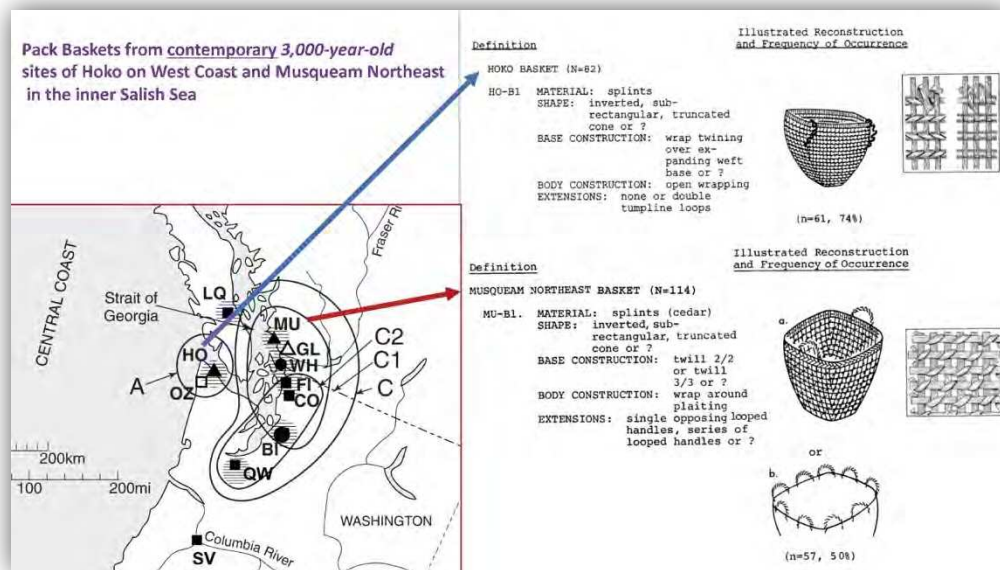 Pack Baskets from contemporary 3,000-year-old
sites of Hoko on West Coast and Musqueam Northeast
in the inner Salish Sea
CENTRAL COAST
Strait of
Georgia
Fraser Ri
LQ
MU
GL
WH
FI
CO
C2
C1
C
HO
A
OZ
BI
QW
200km
100
200mi
WASHINGTON
Columbia River
SV
Definition
Illustrated Reconstruction
and Frequency of Occurrence
HOKO BASKET (N=82)
HO-B1 MATERIAL: splints
SHAPE: inverted, sub-
rectangular, truncated
cone or ?
BASE CONSTRUCTION: wrap twining
over ex-
panding weft
base or ?
BODY CONSTRUCTION: open wrapping
EXTENSIONS: none or double
tumpline loops
(n=61, 74%)
Definition
Illustrated Reconstruction
and Frequency of Occurrence
MUSQUEAM NORTHEAST BASKET (N=114)
MU-B1. MATERIAL: splints (cedar)
SHAPE: inverted, sub-
rectangular, truncated
cone or ?
BASE CONSTRUCTION: twill 2/2
or twill
3/3 or ?
BODY CONSTRUCTION: wrap around
plaiting
EXTENSIONS: single opposing looped
handles, series of
looped handles or ?
a.
or
b.
(n=57, 50%)